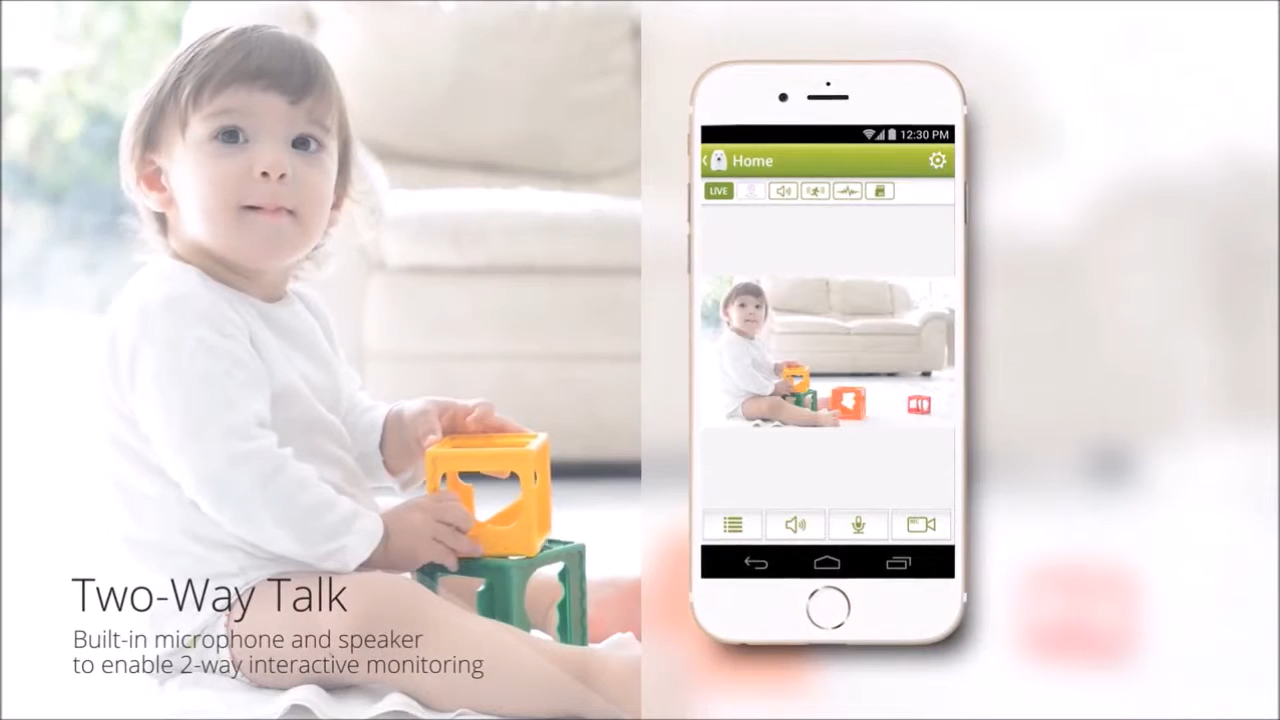 Two-Way Talk
Built-in microphone and speaker
to enable 2-way interactive monitoring
12:30 PM
Home
LIVE
REC